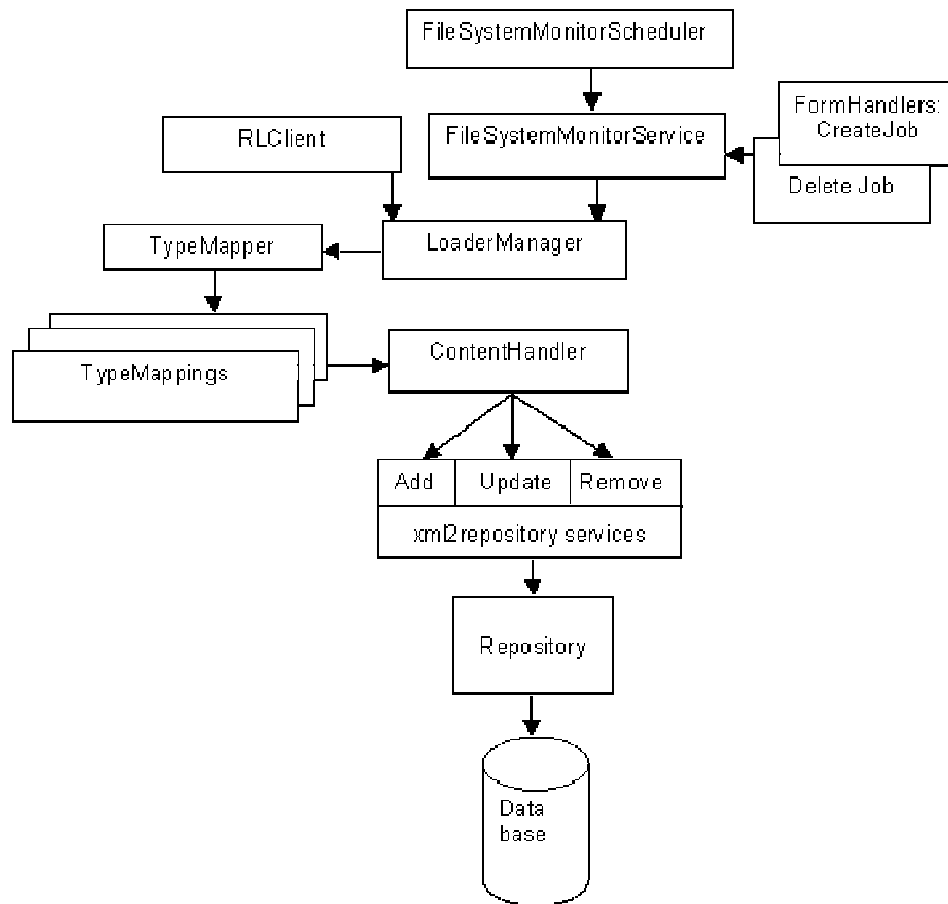 FileSystemMonitorScheduler
FormHandlers:
CreateJob
Delete Job
RLClient
FileSystemMonitorService
TypeMapper
LoaderManager
TypeMappings
ContentHandler
Add
Update
Remove
xml2repository services
Repository
Data
base